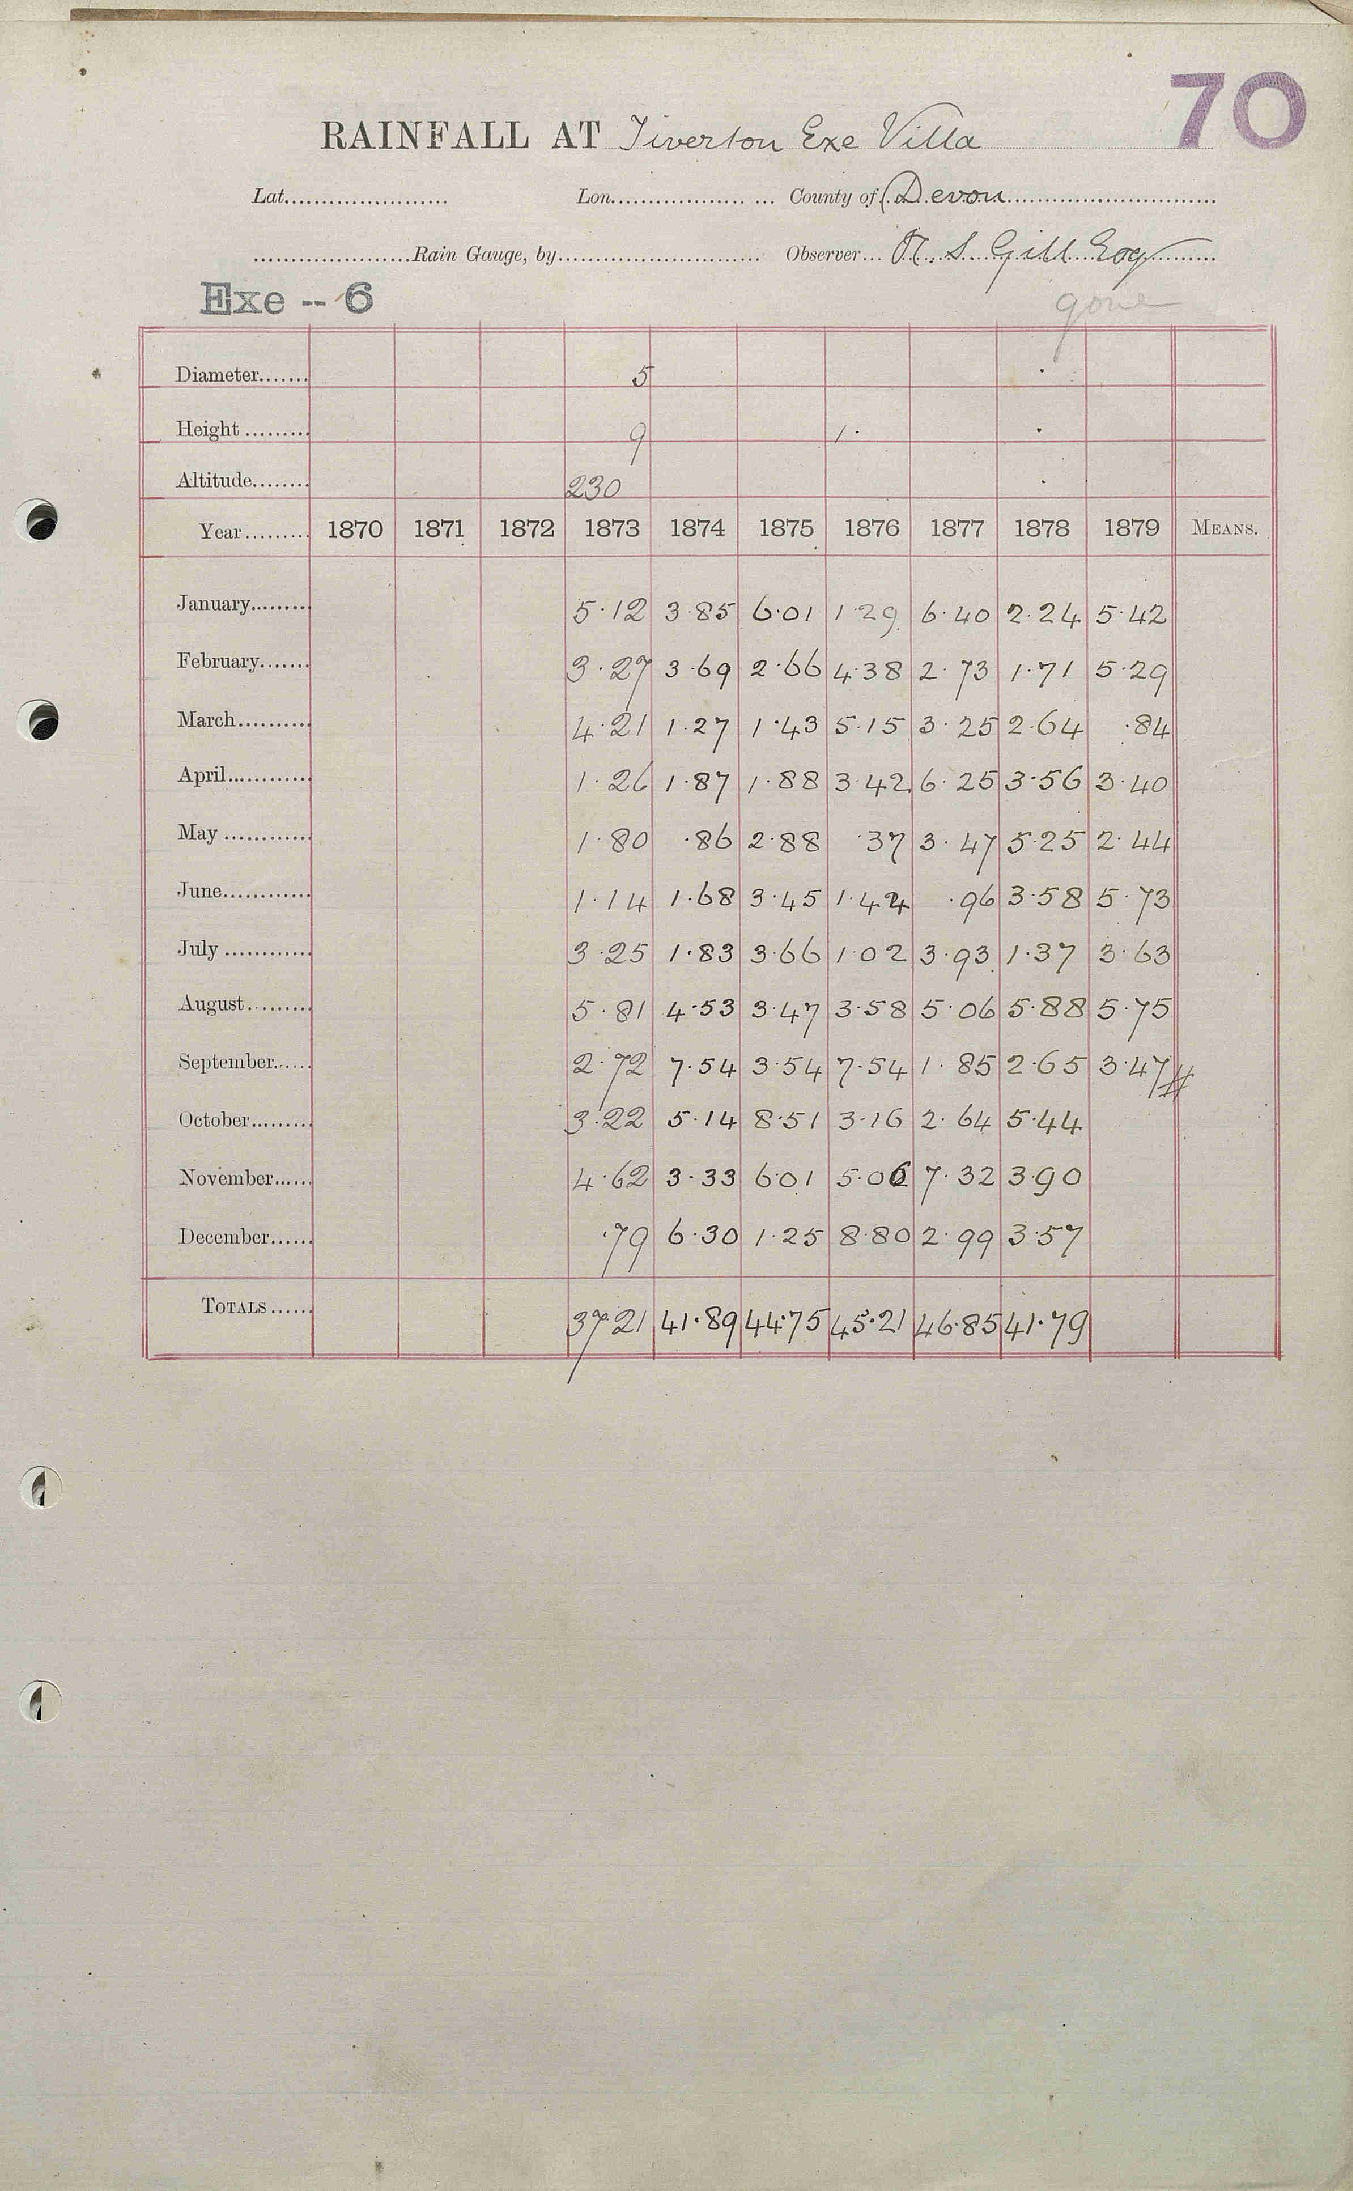 70
RAINFALL AT Tiverton Exe Villa
Lat. Lon. County of Devon
Rain Gauge, by Observer S. Gill Esq
Exe -- 6 gone
Diameter 5
Height 9 1·
Altitude 230
Year 1870 1871 1872 1873 1874 1875 1876 1877 1878 1879 MEANS.
January 5·12 3·85 6·01 1·29 6·40 2·24 5·42
February 3·27 3·69 2·66 4·38 2·73 1·71 5·29
March 4·21 1·27 1·43 5·15 3·25 2·64 ·84
April 1·26 1·87 1·88 3·42 6·25 3·56 3·40
May 1·80 ·86 2·88 ·37 3·47 5·25 2·44
June 1·14 1·68 3·45 1·44 ·96 3·58 5·73
July 3·25 1·83 3·66 1·02 3·93 1·37 3·63
August 5·81 4·53 3·47 3·58 5·06 5·88 5·75
September 2·72 7·54 3·54 7·54 1·85 2·65 3·47
October 3·22 5·14 8·51 3·16 2·64 5·44
November 4·62 3·33 6·01 5·06 7·32 3·90
December ·79 6·30 1·25 8·80 2·99 3·57
TOTALS 37·21 41·89 44·75 45·21 46·85 41·79